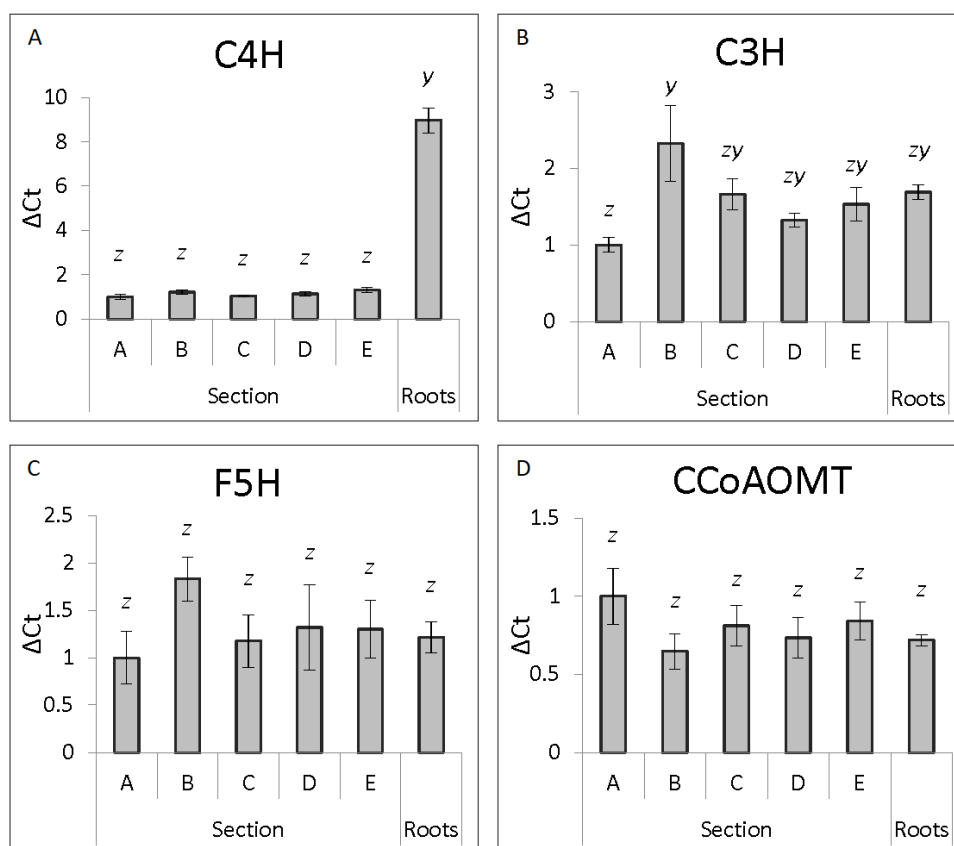 A
C4H
y
10
8
6
4
2
0
ΔCt
z z z z z
A B C D E
Section Roots
B
C3H
3
2
1
0
ΔCt
z y zy zy zy zy
A B C D E
Section Roots
C
F5H
2.5
2
1.5
1
0.5
0
ΔCt
z z z z z z
A B C D E
Section Roots
D
CCoAOMT
1.5
1
0.5
0
ΔCt
z z z z z z
A B C D E
Section Roots